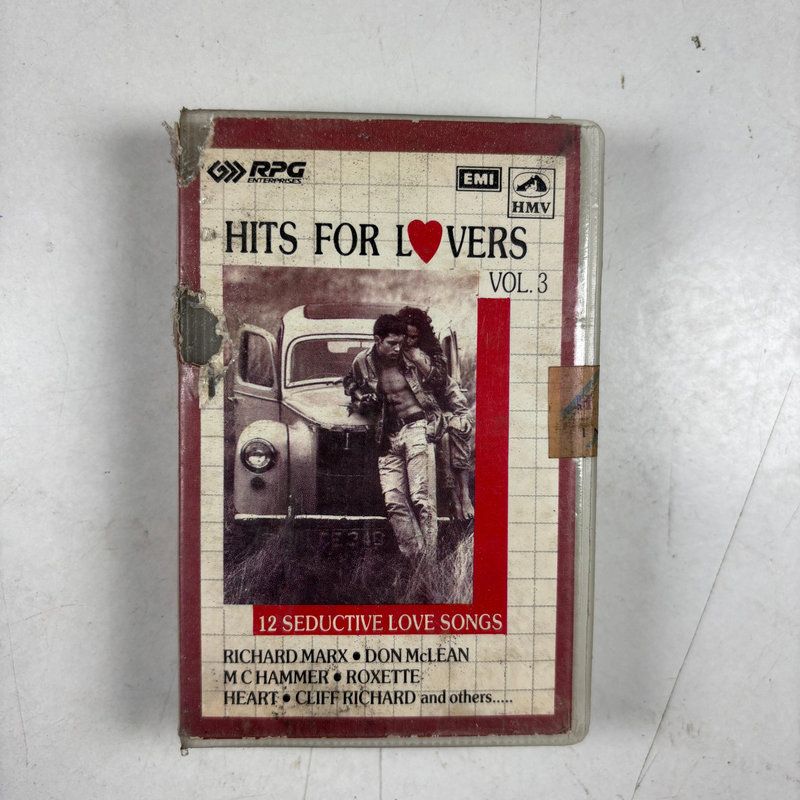 RPG
ENTERPRISES
EMI
HMV
HITS FOR L❤VERS
VOL. 3
12 SEDUCTIVE LOVE SONGS
RICHARD MARX • DON McLEAN
M C HAMMER • ROXETTE
HEART • CLIFF RICHARD and others.....